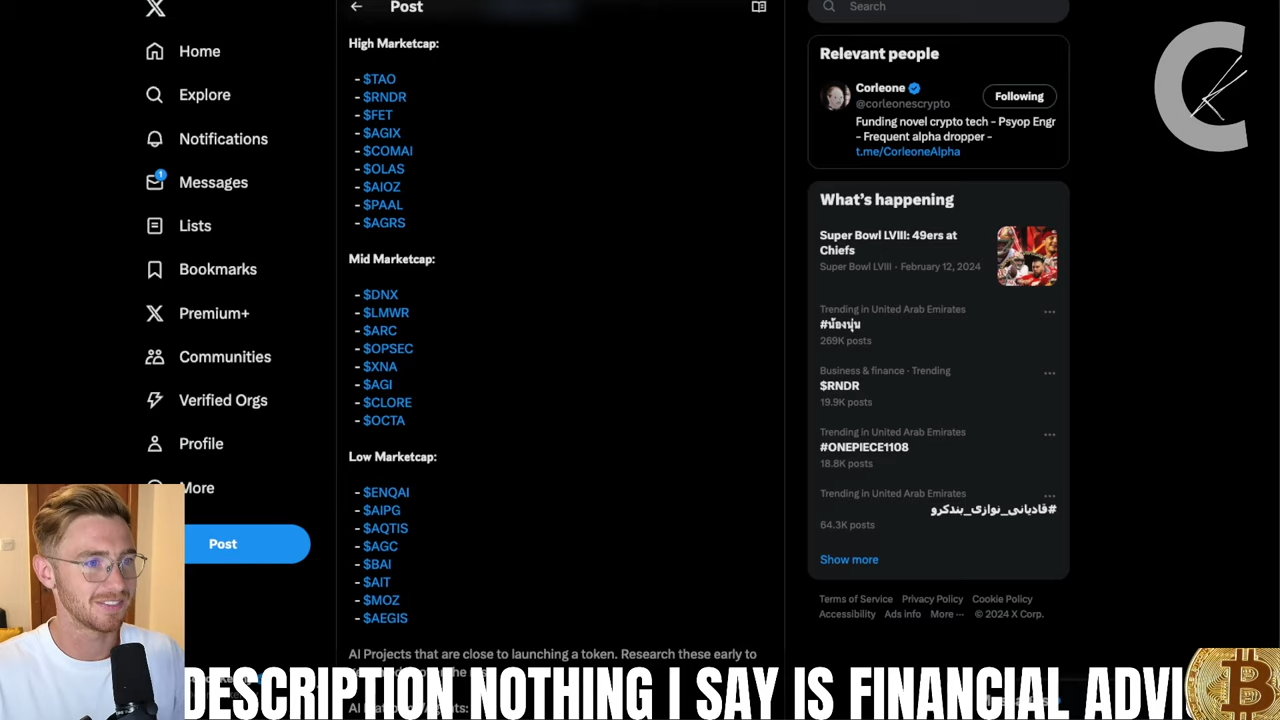 Home
Explore
Notifications
1
Messages
Lists
Bookmarks
Premium+
Communities
Verified Orgs
Profile
More
Post
Post
High Marketcap:
- $TAO
- $RNDR
- $FET
- $AGIX
- $COMAI
- $OLAS
- $AIOZ
- $PAAL
- $AGRS
Mid Marketcap:
- $DNX
- $LMWR
- $ARC
- $OPSEC
- $XNA
- $AGI
- $CLORE
- $OCTA
Low Marketcap:
- $ENQAI
- $AIPG
- $AQTIS
- $AGC
- $BAI
- $AIT
- $MOZ
- $AEGIS
AI Projects that are close to launching a token. Research these early to
Search
Relevant people
Corleone
@corleonescrypto
Following
Funding novel crypto tech - Psyop Engr
- Frequent alpha dropper -
t.me/CorleoneAlpha
What's happening
Super Bowl LVIII: 49ers at
Chiefs
Super Bowl LVIII · February 12, 2024
Trending in United Arab Emirates
#น้องนุ่น
269K posts
Business & finance · Trending
$RNDR
19.9K posts
Trending in United Arab Emirates
#ONEPIECE1108
18.8K posts
Trending in United Arab Emirates
#قادیانی_نوازی_بندکرو
64.3K posts
Show more
Terms of Service Privacy Policy Cookie Policy
Accessibility Ads info More ··· © 2024 X Corp.
DESCRIPTION NOTHING I SAY IS FINANCIAL ADVI